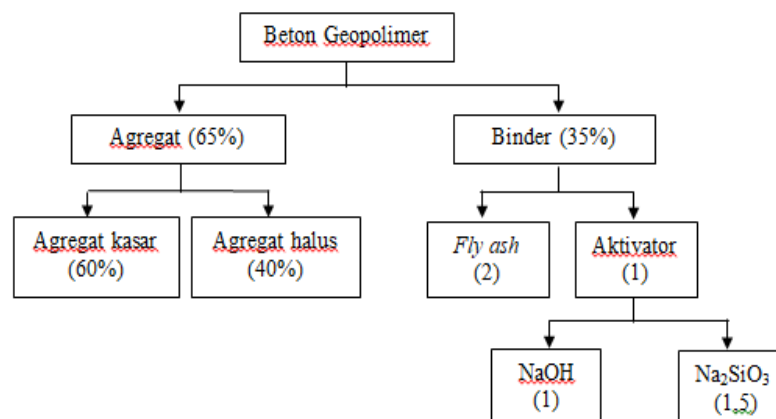 Beton Geopolimer
Agregat (65%)
Binder (35%)
Agregat kasar
(60%)
Agregat halus
(40%)
Fly ash
(2)
Aktivator
(1)
NaOH
(1)
Na₂SiO₃
(1.5)